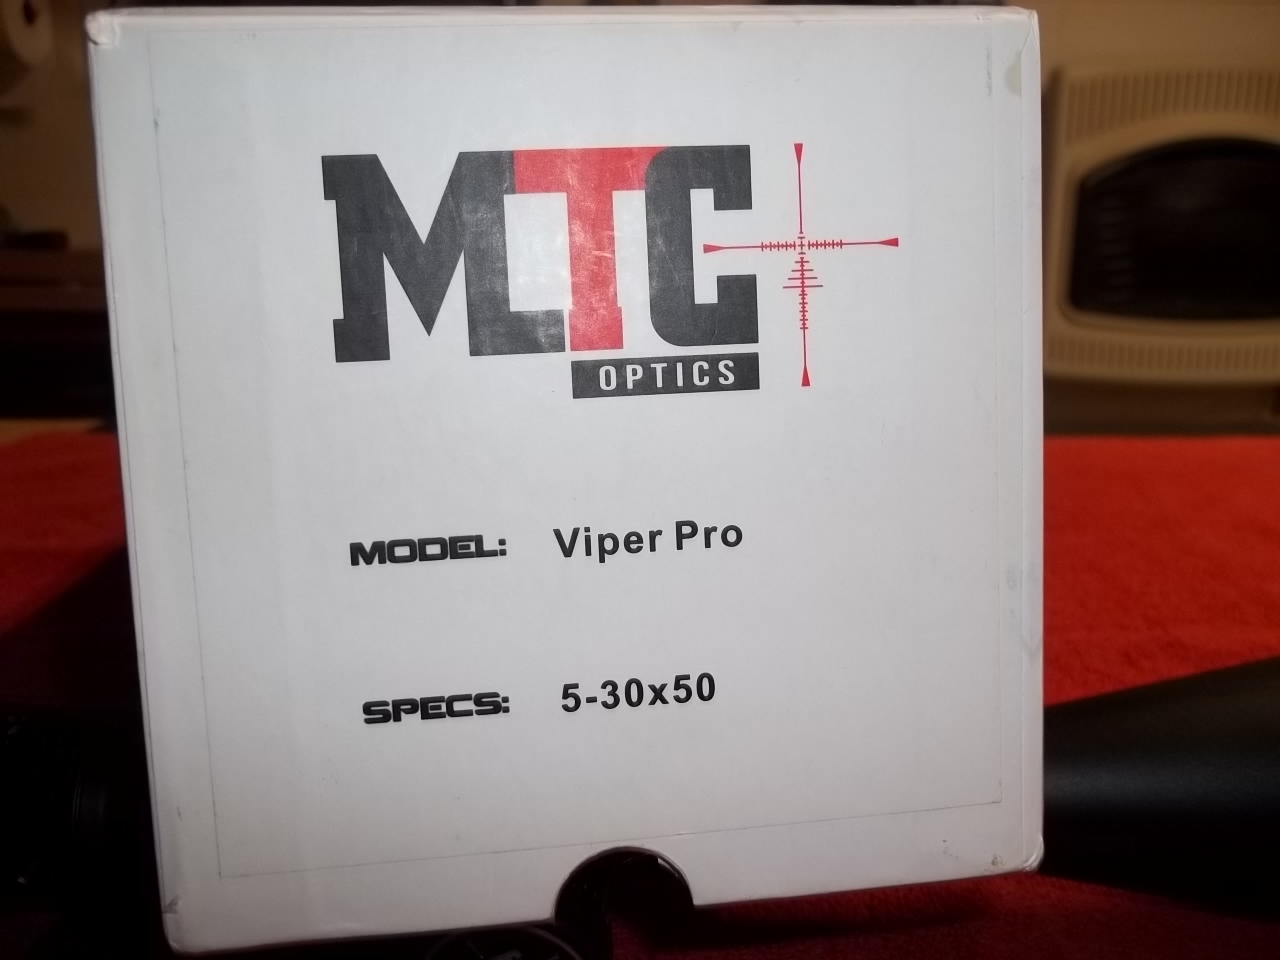 MTC
OPTICS
MODEL: Viper Pro
SPECS: 5-30x50